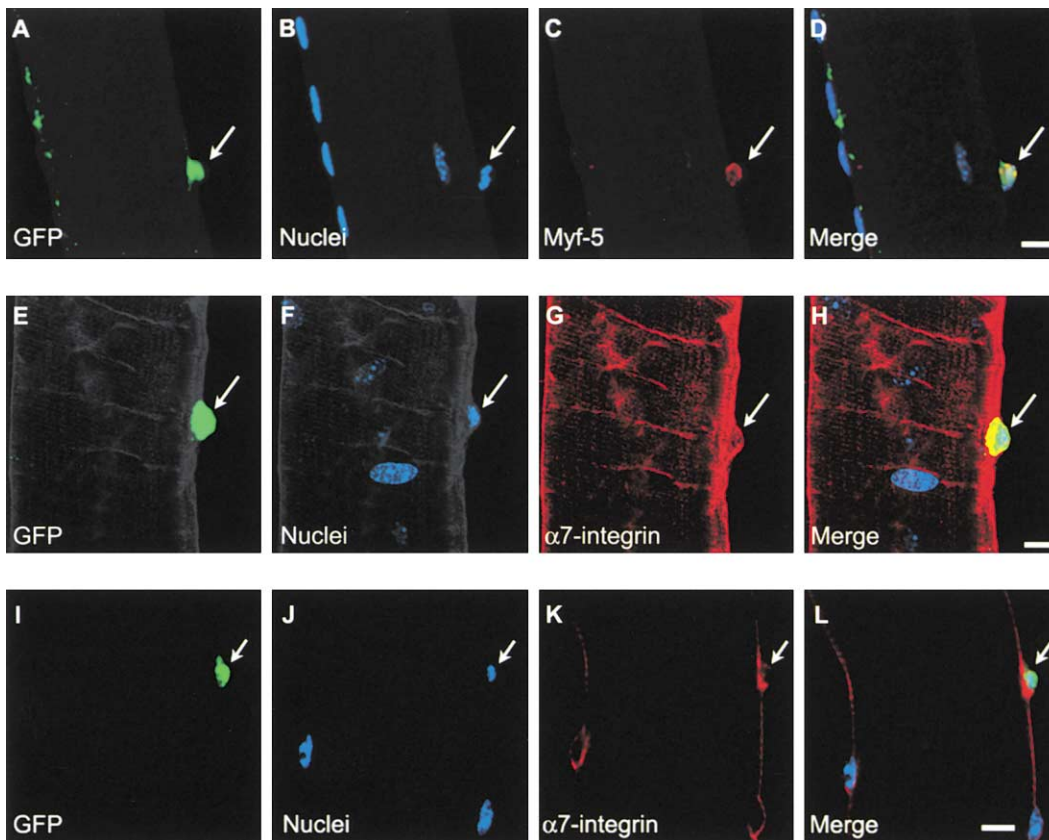 A
GFP
B
Nuclei
C
Myf-5
D
Merge
E
GFP
F
Nuclei
G
α7-integrin
H
Merge
I
GFP
J
Nuclei
K
α7-integrin
L
Merge